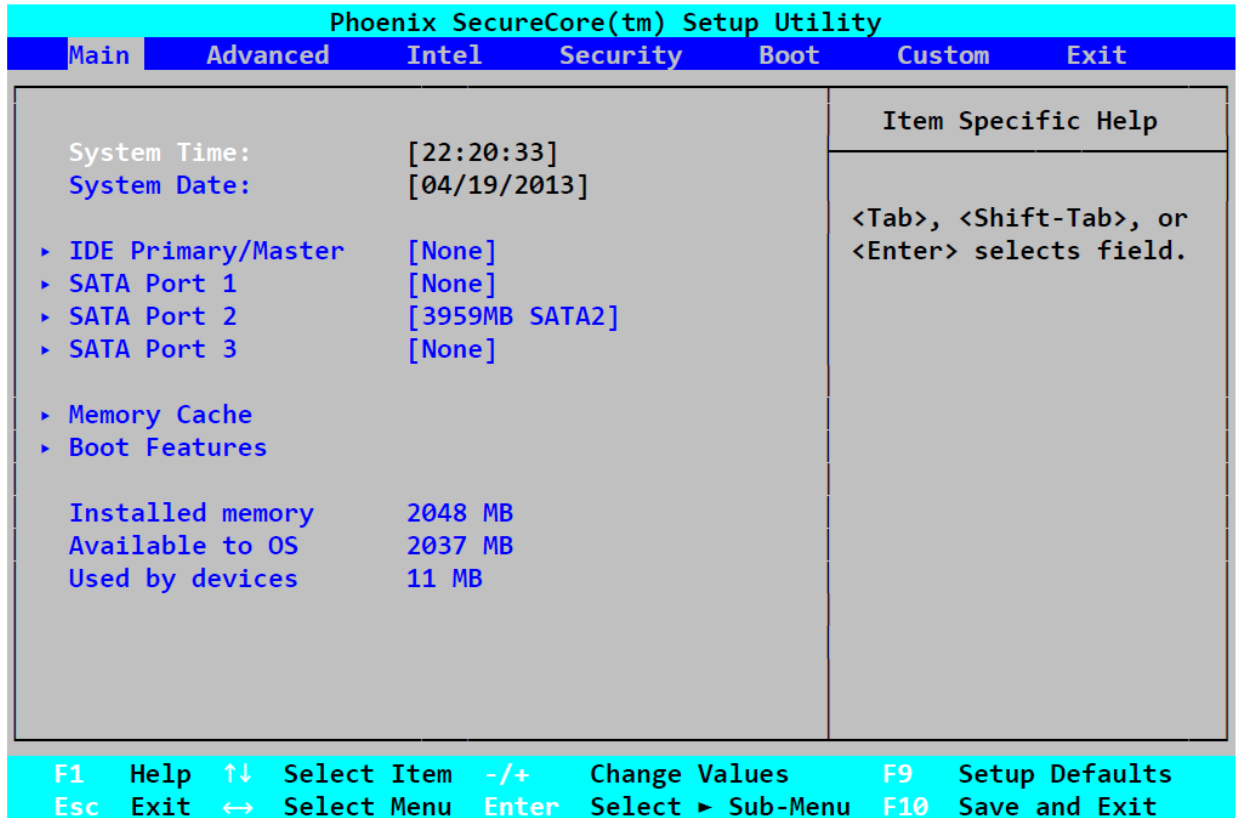 Phoenix SecureCore(tm) Setup Utility
Main Advanced Intel Security Boot Custom Exit
System Time: [22:20:33]
System Date: [04/19/2013]
▸ IDE Primary/Master [None]
▸ SATA Port 1 [None]
▸ SATA Port 2 [3959MB SATA2]
▸ SATA Port 3 [None]
▸ Memory Cache
▸ Boot Features
Installed memory 2048 MB
Available to OS 2037 MB
Used by devices 11 MB
Item Specific Help
<Tab>, <Shift-Tab>, or
<Enter> selects field.
F1 Help ↑↓ Select Item -/+ Change Values F9 Setup Defaults
Esc Exit ↔ Select Menu Enter Select ► Sub-Menu F10 Save and Exit